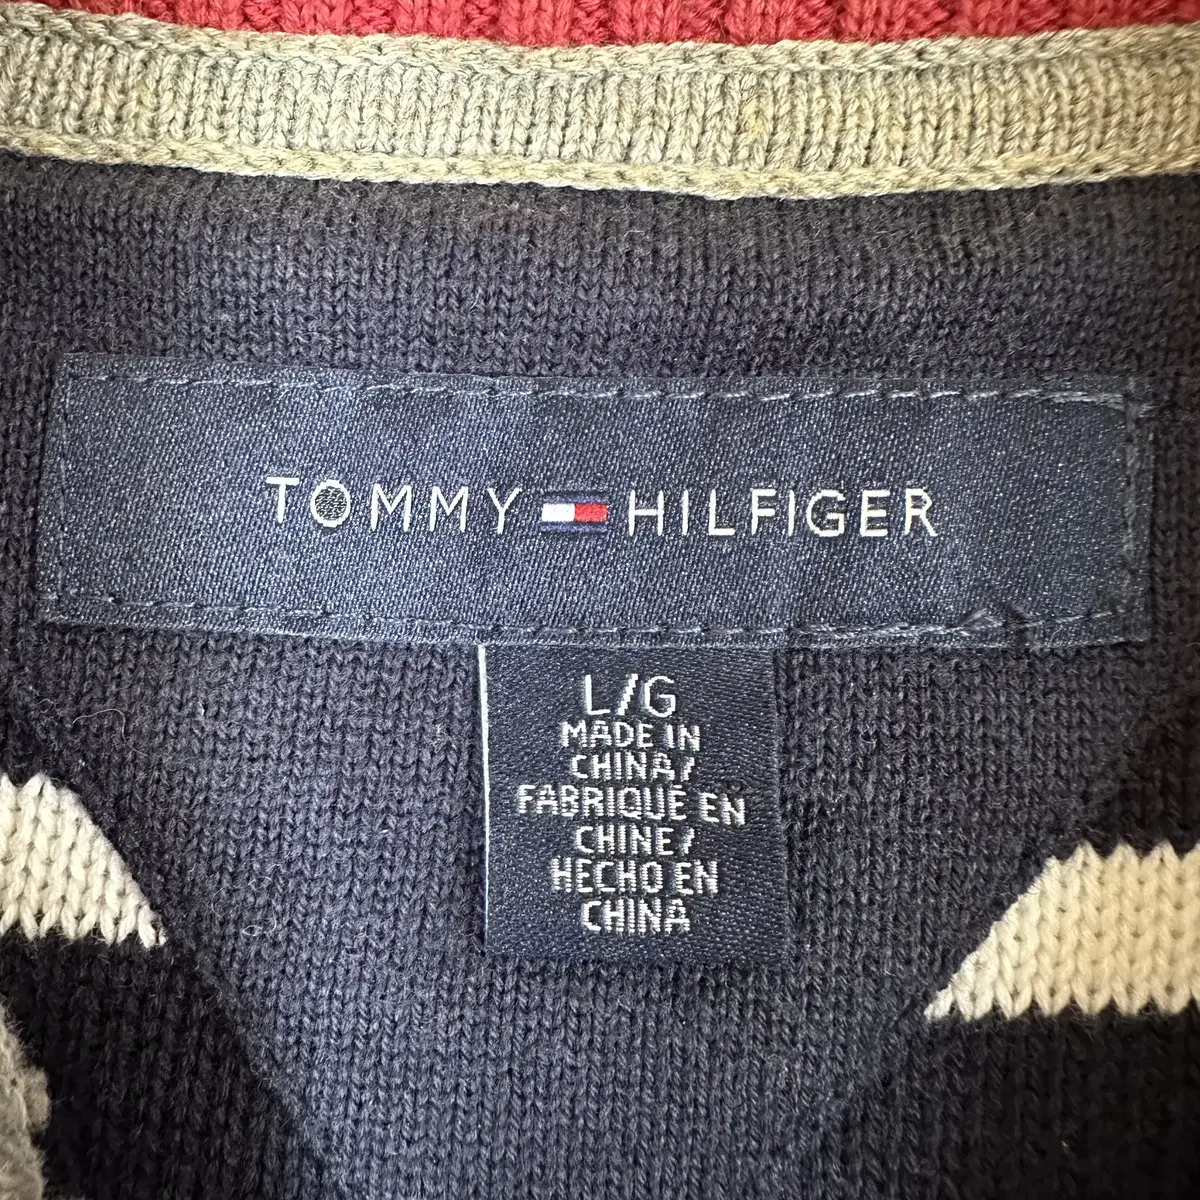 TOMMY HILFIGER
L/G
MADE IN
CHINA/
FABRIQUÉ EN
CHINE/
HECHO EN
CHINA